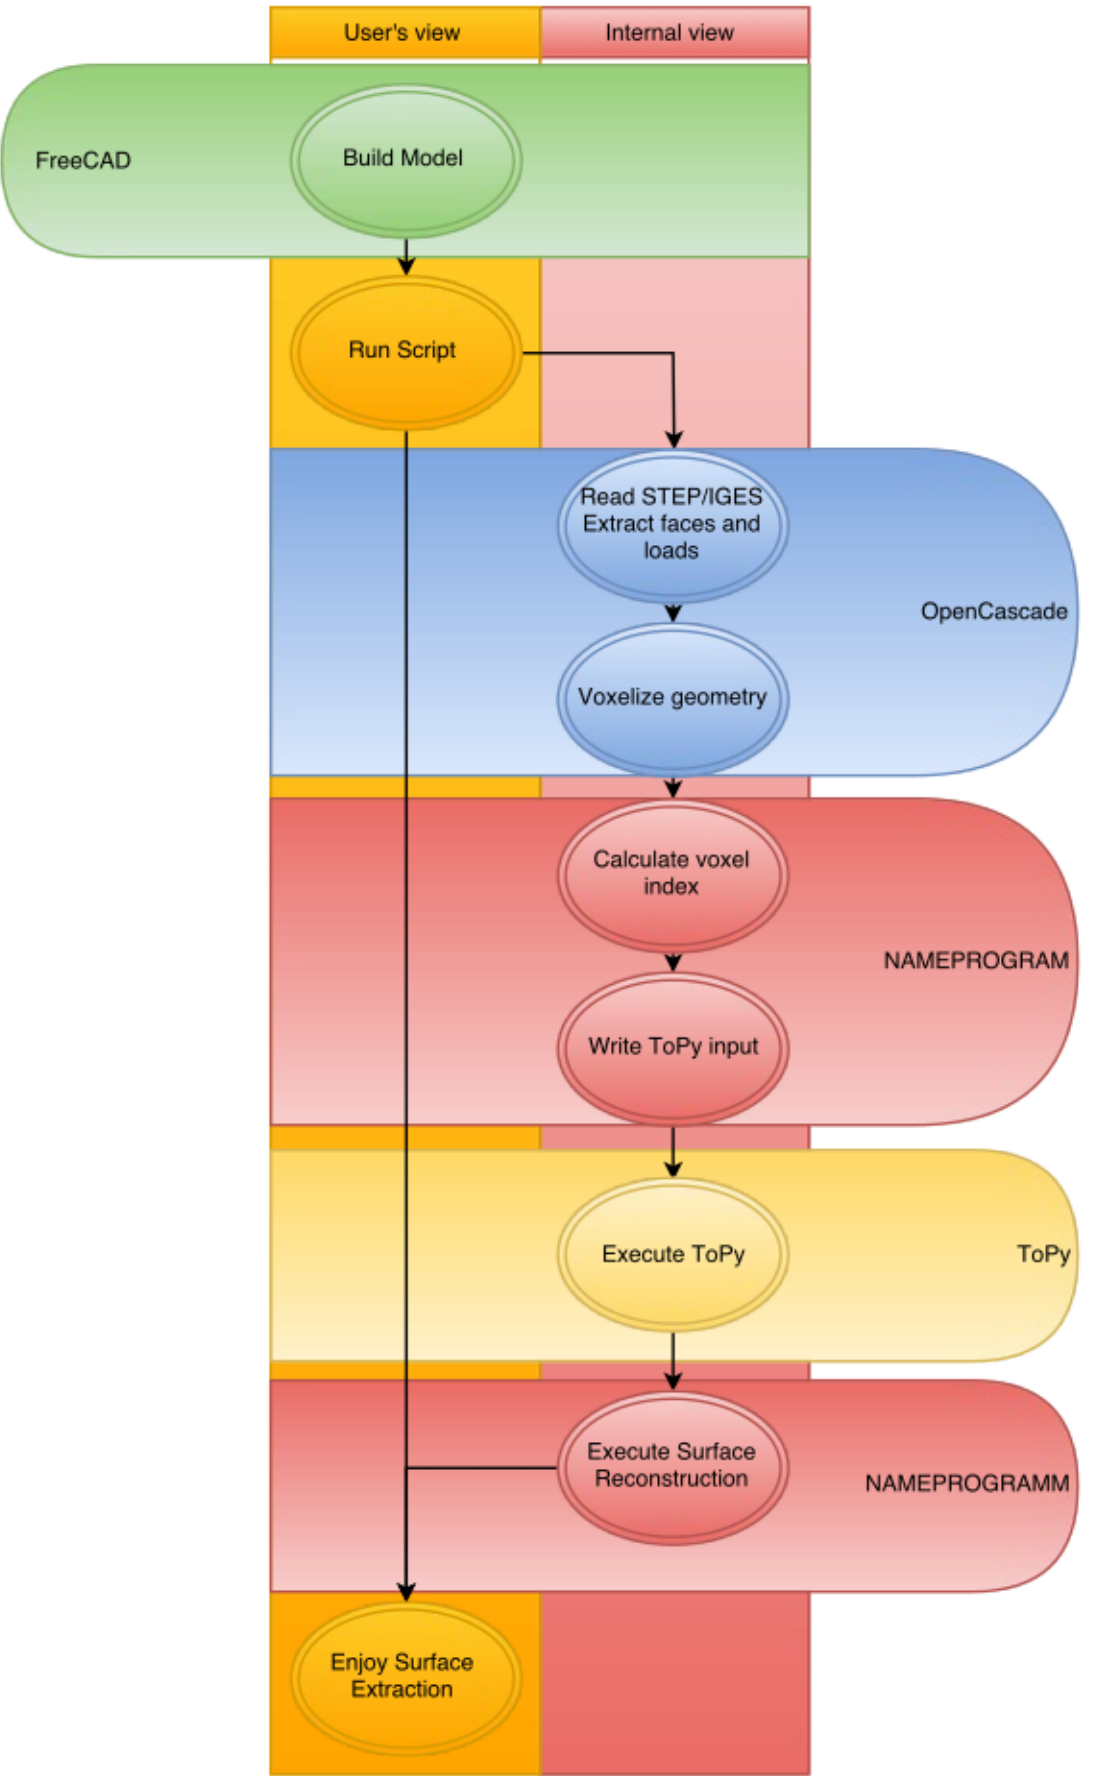 User's view
Internal view
FreeCAD
Build Model
Run Script
Read STEP/IGES
Extract faces and
loads
OpenCascade
Voxelize geometry
Calculate voxel
index
NAMEPROGRAM
Write ToPy input
Execute ToPy
ToPy
Execute Surface
Reconstruction
NAMEPROGRAMM
Enjoy Surface
Extraction